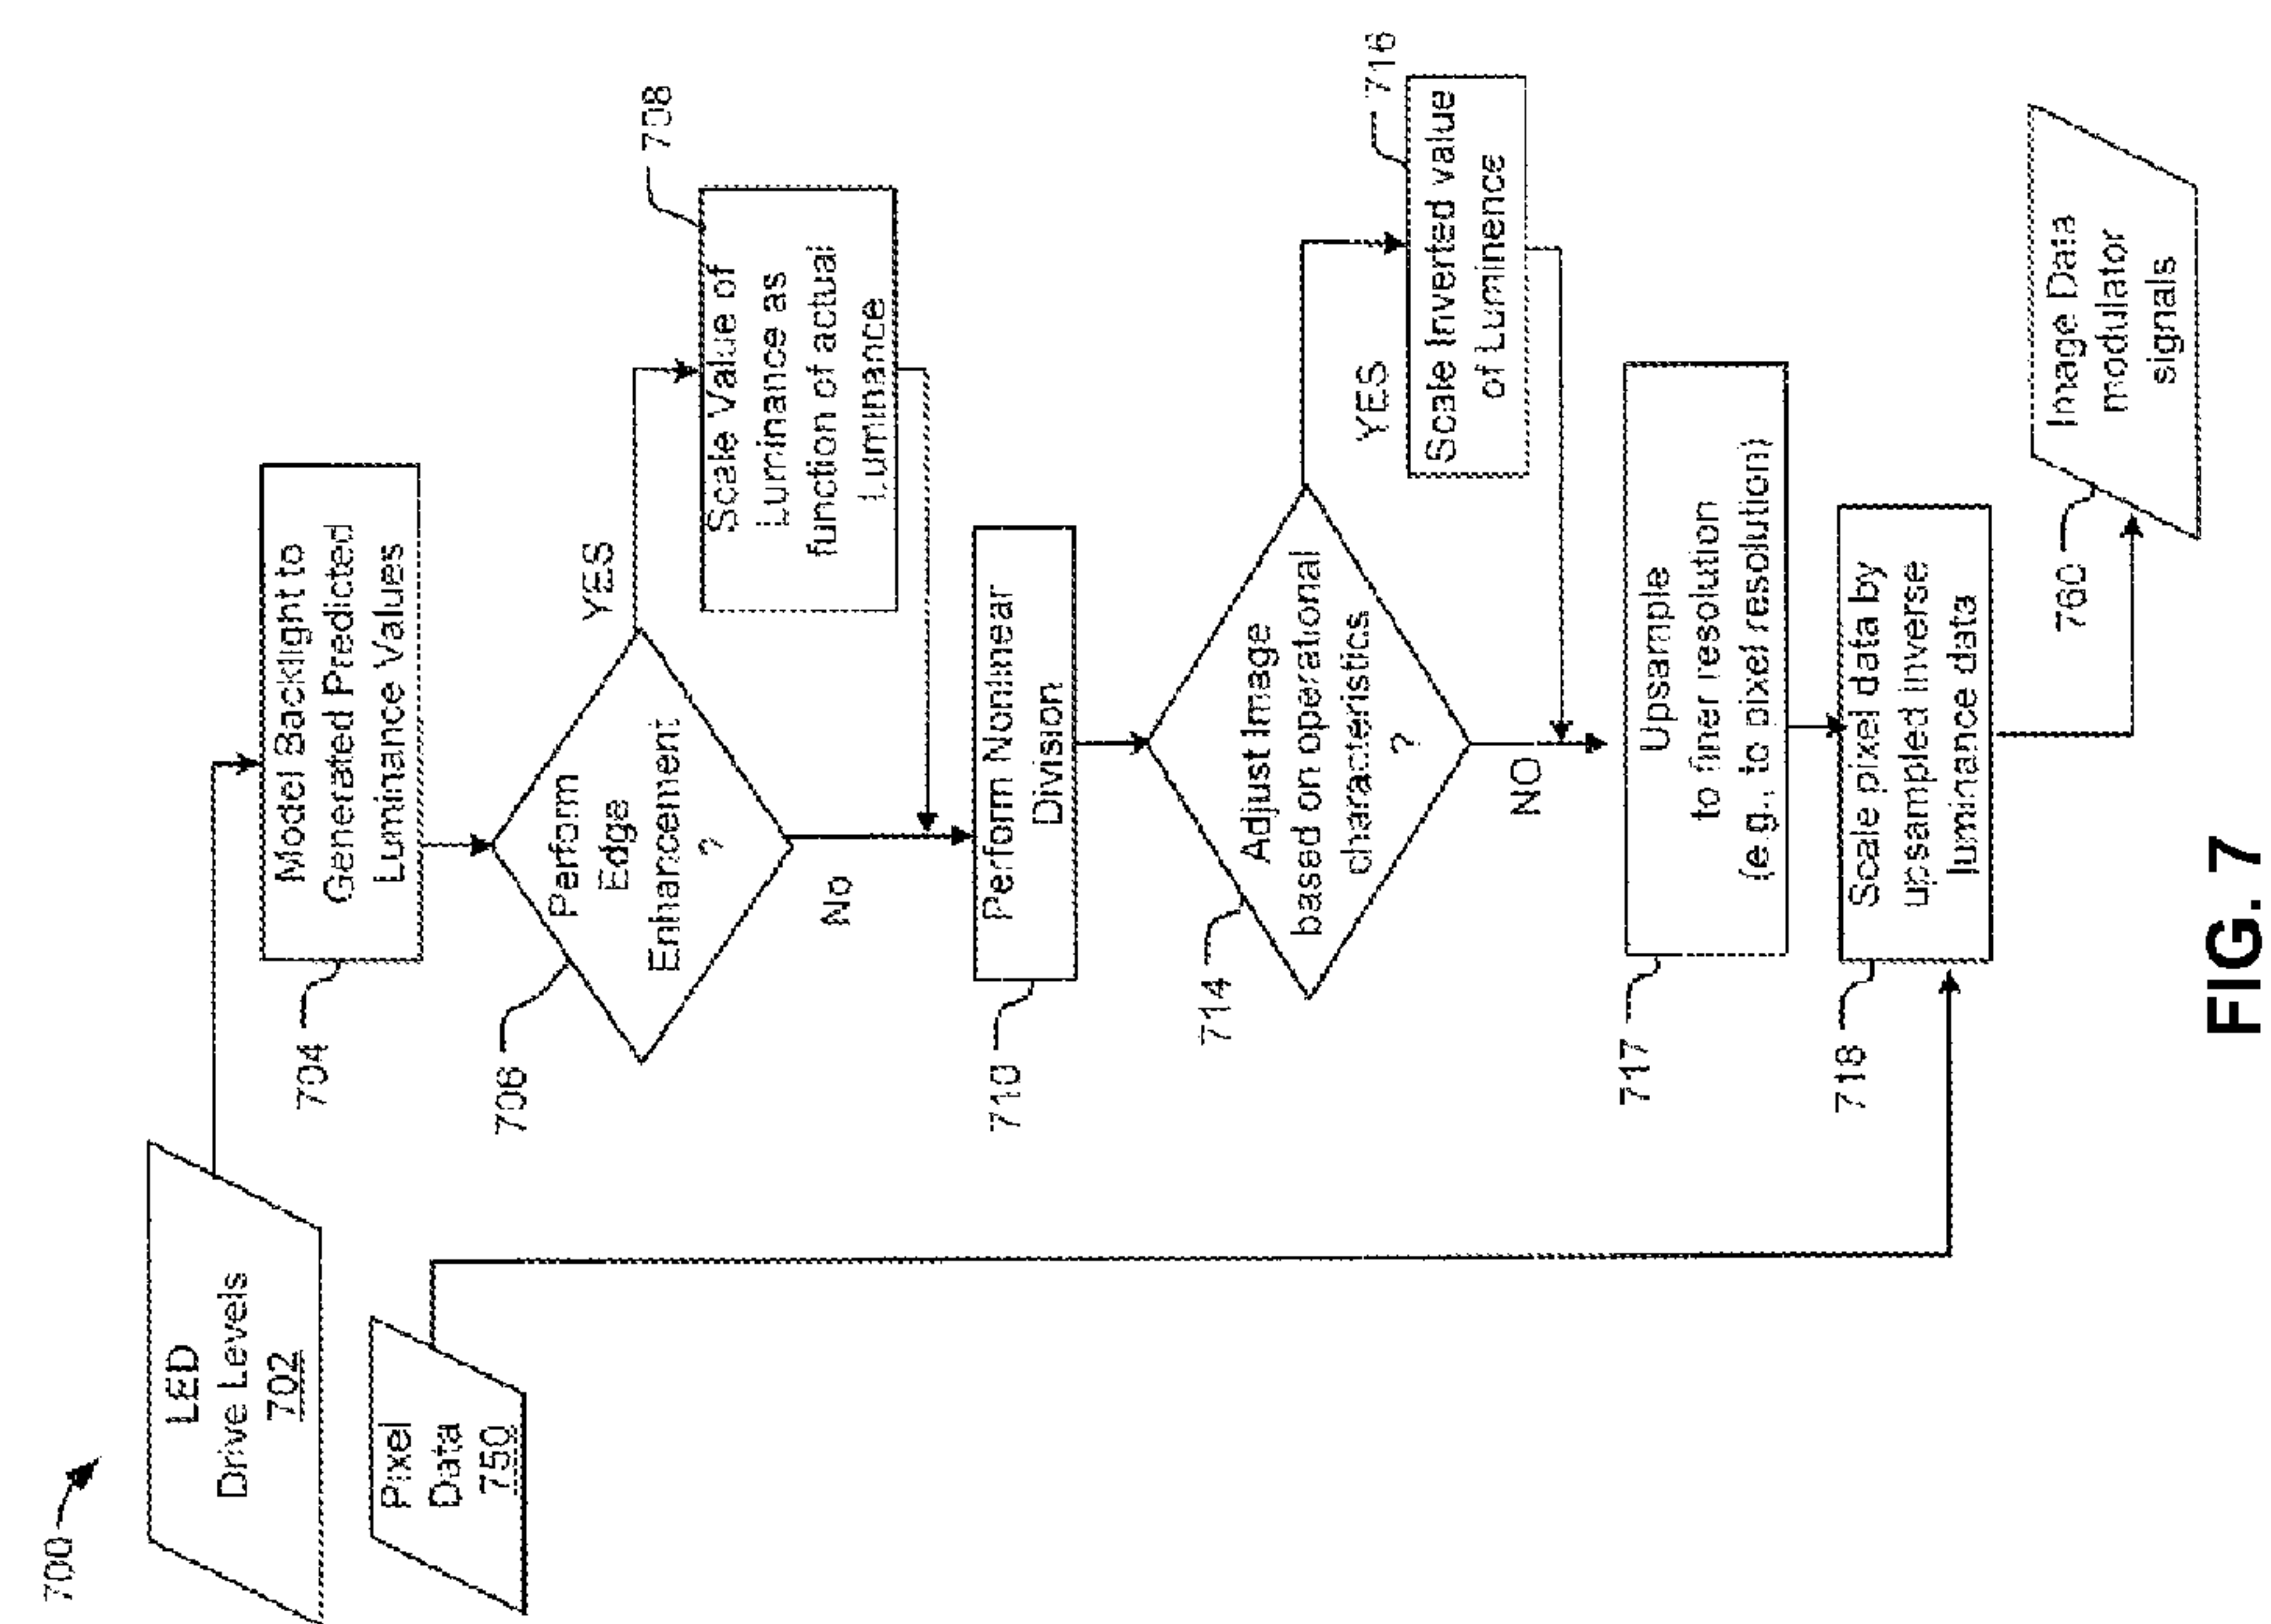 700
LED
Drive Levels
702
Pixel
Data
750
704
Model Backlight to
Generated Predicted
Luminance Values
706
Perform
Edge
Enhancement
?
YES
No
708
Scale Value of
Luminance as
function of actual
Luminance
710
Perform Nonlinear
Division
714
Adjust Image
based on operational
characteristics
?
YES
NO
716
Scale Inverted value
of Luminence
717
Upsample
to finer resolution
(e.g., to pixel resolution)
718
Scale pixel data by
upsampled inverse
luminance data
760
Image Data
modulator
signals
FIG. 7